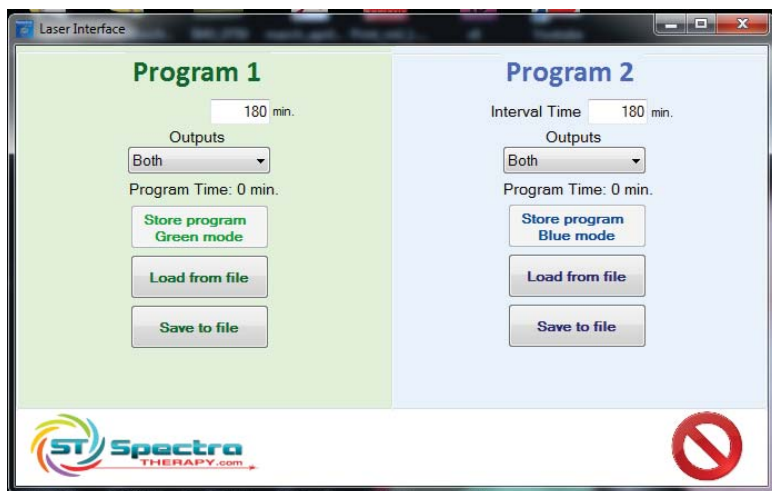 Laser Interface
Program 1
180 min.
Outputs
Both
Program Time: 0 min.
Store program
Green mode
Load from file
Save to file
Program 2
Interval Time 180 min.
Outputs
Both
Program Time: 0 min.
Store program
Blue mode
Load from file
Save to file
ST Spectra
THERAPY.com